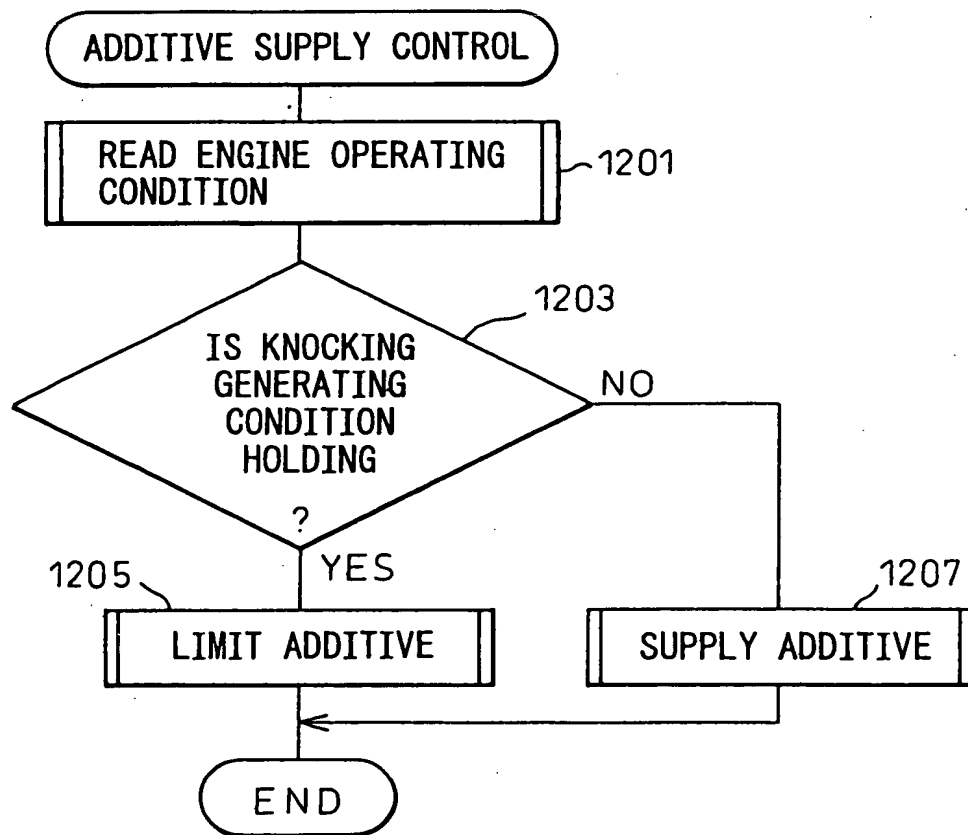 ADDITIVE SUPPLY CONTROL
READ ENGINE OPERATING
CONDITION
1201
1203
IS KNOCKING
GENERATING
CONDITION
HOLDING
?
NO
YES
1205
LIMIT ADDITIVE
1207
SUPPLY ADDITIVE
END